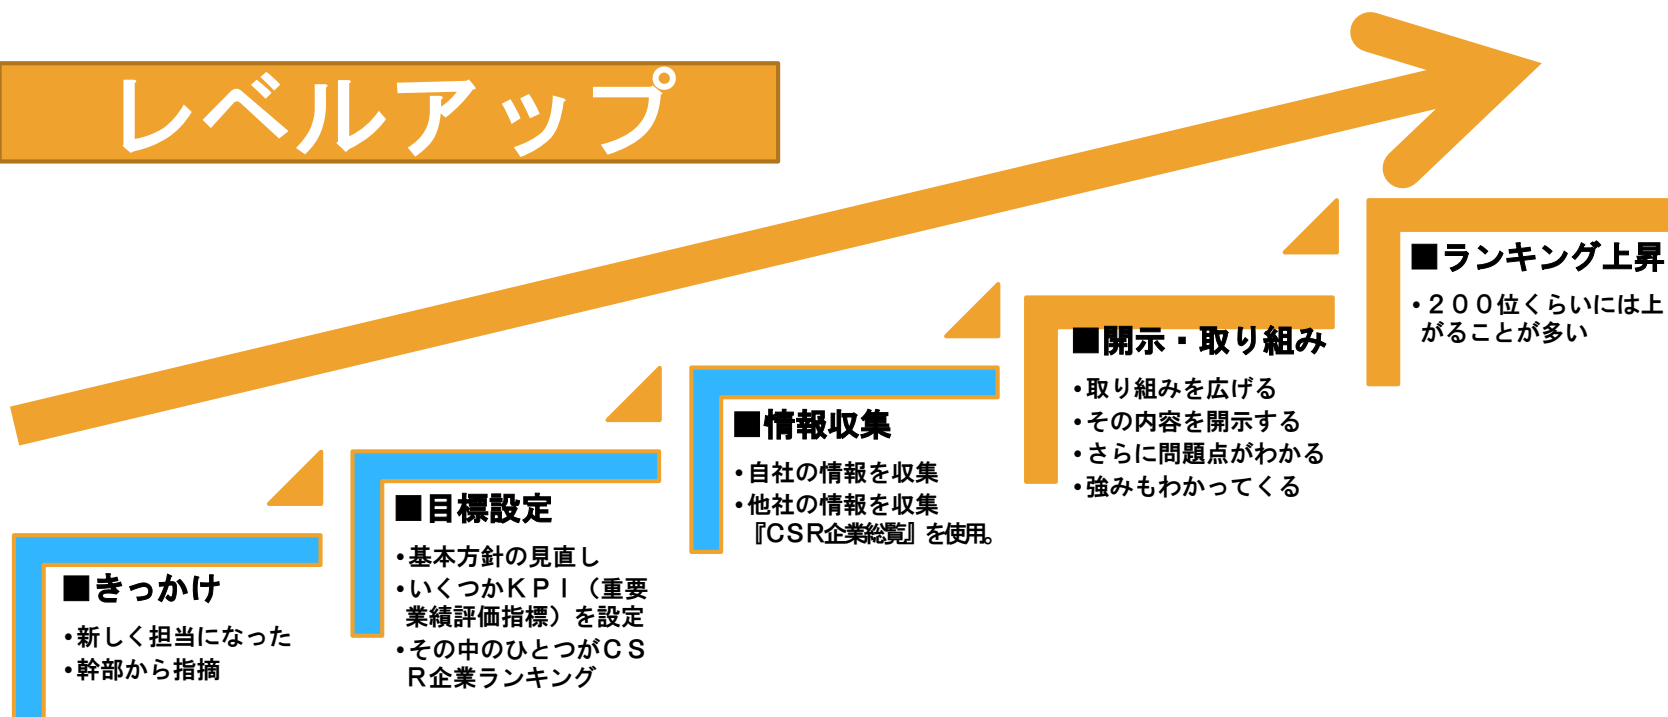 レベルアップ
■きっかけ
・新しく担当になった
・幹部から指摘
■目標設定
・基本方針の見直し
・いくつかＫＰＩ（重要
業績評価指標）を設定
・その中のひとつがＣＳ
Ｒ企業ランキング
■情報収集
・自社の情報を収集
・他社の情報を収集
『ＣＳＲ企業総覧』を使用。
■開示・取り組み
・取り組みを広げる
・その内容を開示する
・さらに問題点がわかる
・強みもわかってくる
■ランキング上昇
・２００位くらいには上
がることが多い